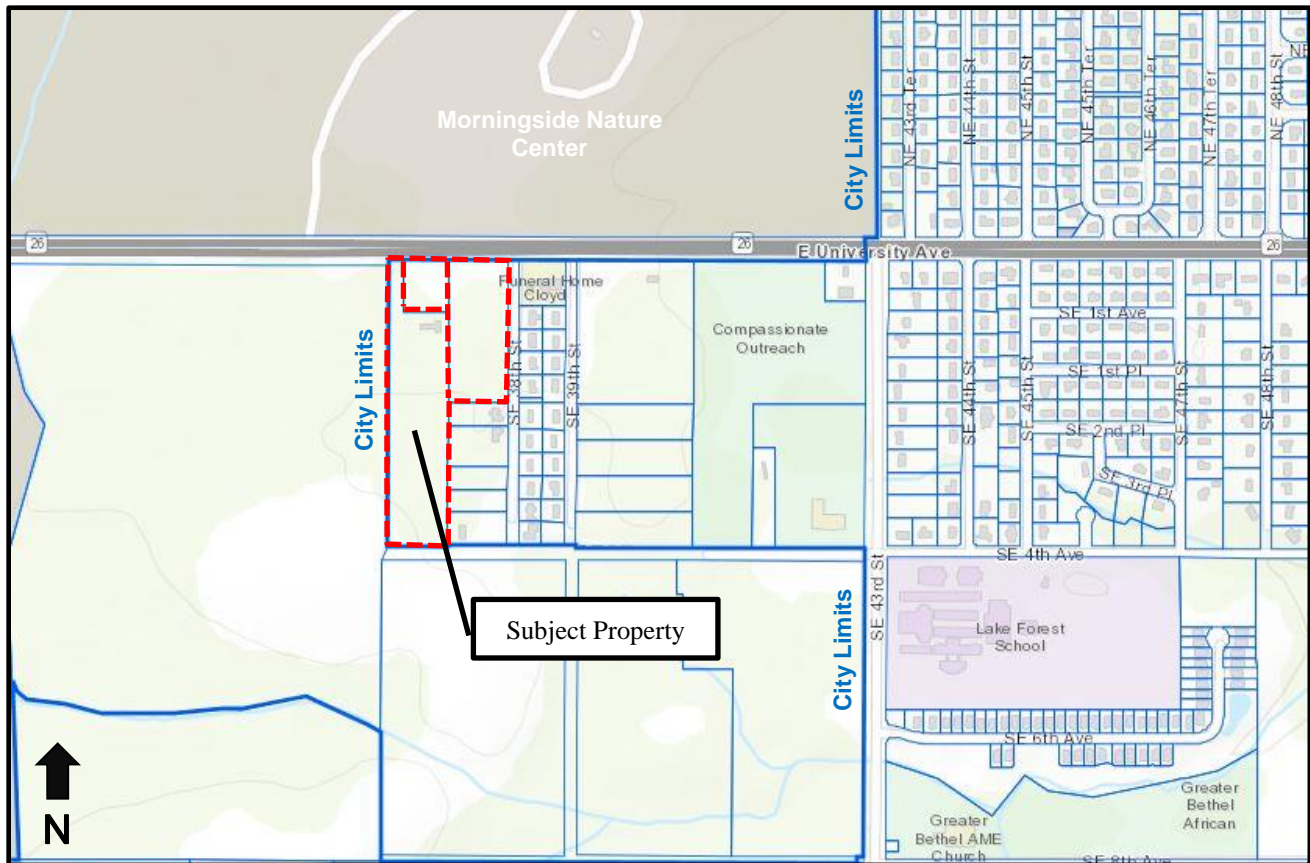 Morningside Nature
Center
City Limits
NE 43rd Ter
NE 44th St
NE 45th St
NE 45th Ter
NE 46th Ter
NE 47th Ter
NE 48th St
NE
26
26
E University Ave
26
Funeral Home
Cloyd
City Limits
SE 38th St
SE 39th St
Compassionate
Outreach
SE 1st Ave
SE 1st Pl
SE 2nd Pl
SE 3rd Pl
SE 44th St
SE 45th St
SE 47th St
SE 48th St
SE 4th Ave
Subject Property
City Limits
SE 43rd St
Lake Forest
School
SE 6th Ave
N
Greater
Bethel AME
Church
Greater
Bethel
African
SE 8th Ave